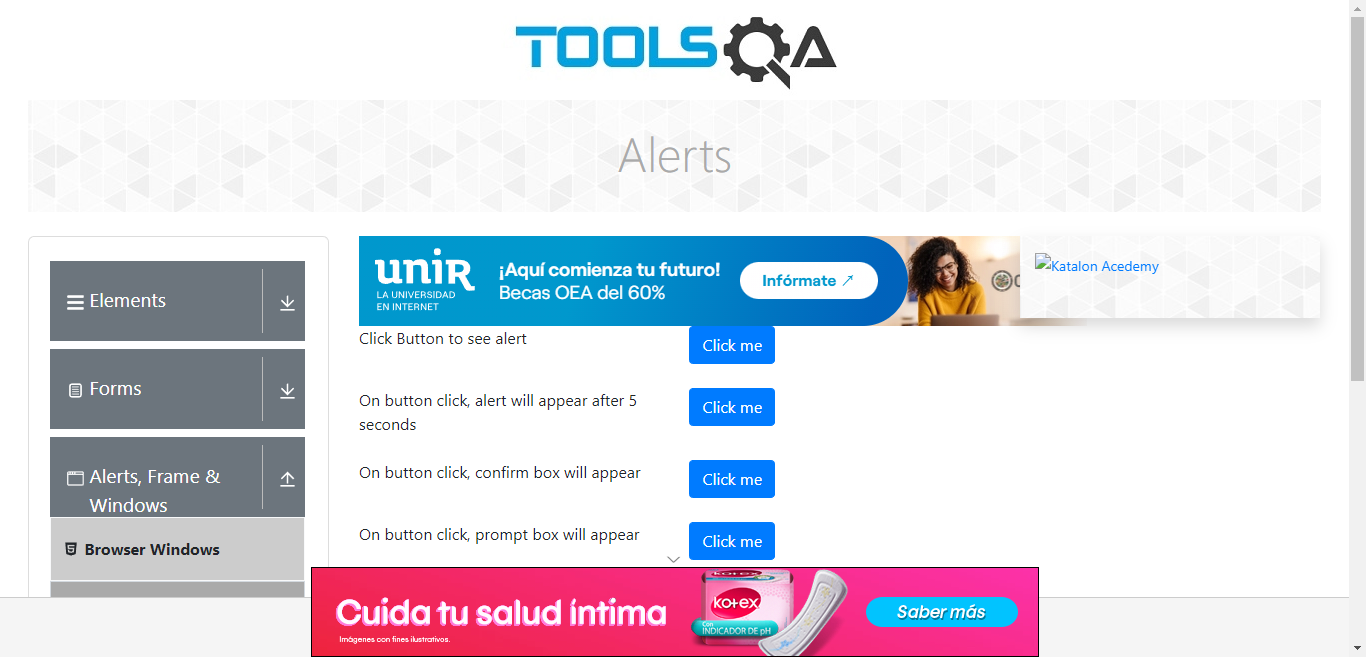 TOOLSQA
Alerts
Elements
Forms
Alerts, Frame &
Windows
Browser Windows
unir
LA UNIVERSIDAD
EN INTERNET
¡Aquí comienza tu futuro!
Becas OEA del 60%
Infórmate ↗
Katalon Acedemy
Click Button to see alert
Click me
On button click, alert will appear after 5
seconds
Click me
On button click, confirm box will appear
Click me
On button click, prompt box will appear
Click me
Cuida tu salud íntima
Imágenes con fines ilustrativos.
kotex
kotex
Con
INDICADOR DE pH
Saber más